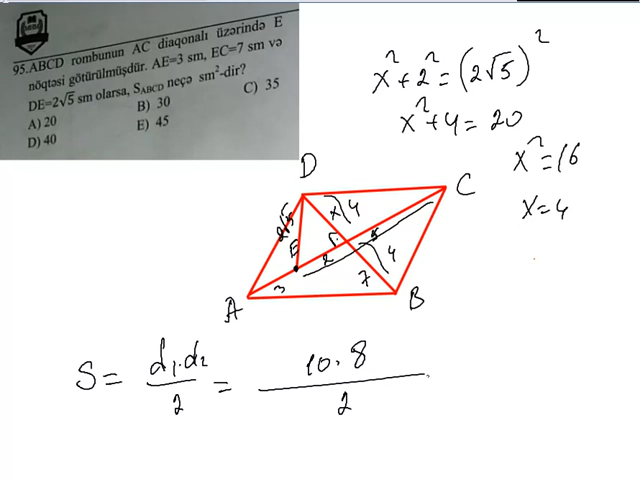 95.ABCD rombunun AC diaqonalı üzərində E
nöqtəsi götürülmüşdür. AE=3 sm, EC=7 sm və
DE=2√5 sm olarsa, S_ABCD neçə sm²-dir?
A) 20 B) 30 C) 35
D) 40 E) 45
x² + 2² = (2√5)²
x² + 4 = 20
x² = 16
x = 4
D
C
x 4
2√5
E
2
4
3
7
A
B
S = d₁·d₂ / 2 = 10·8 / 2